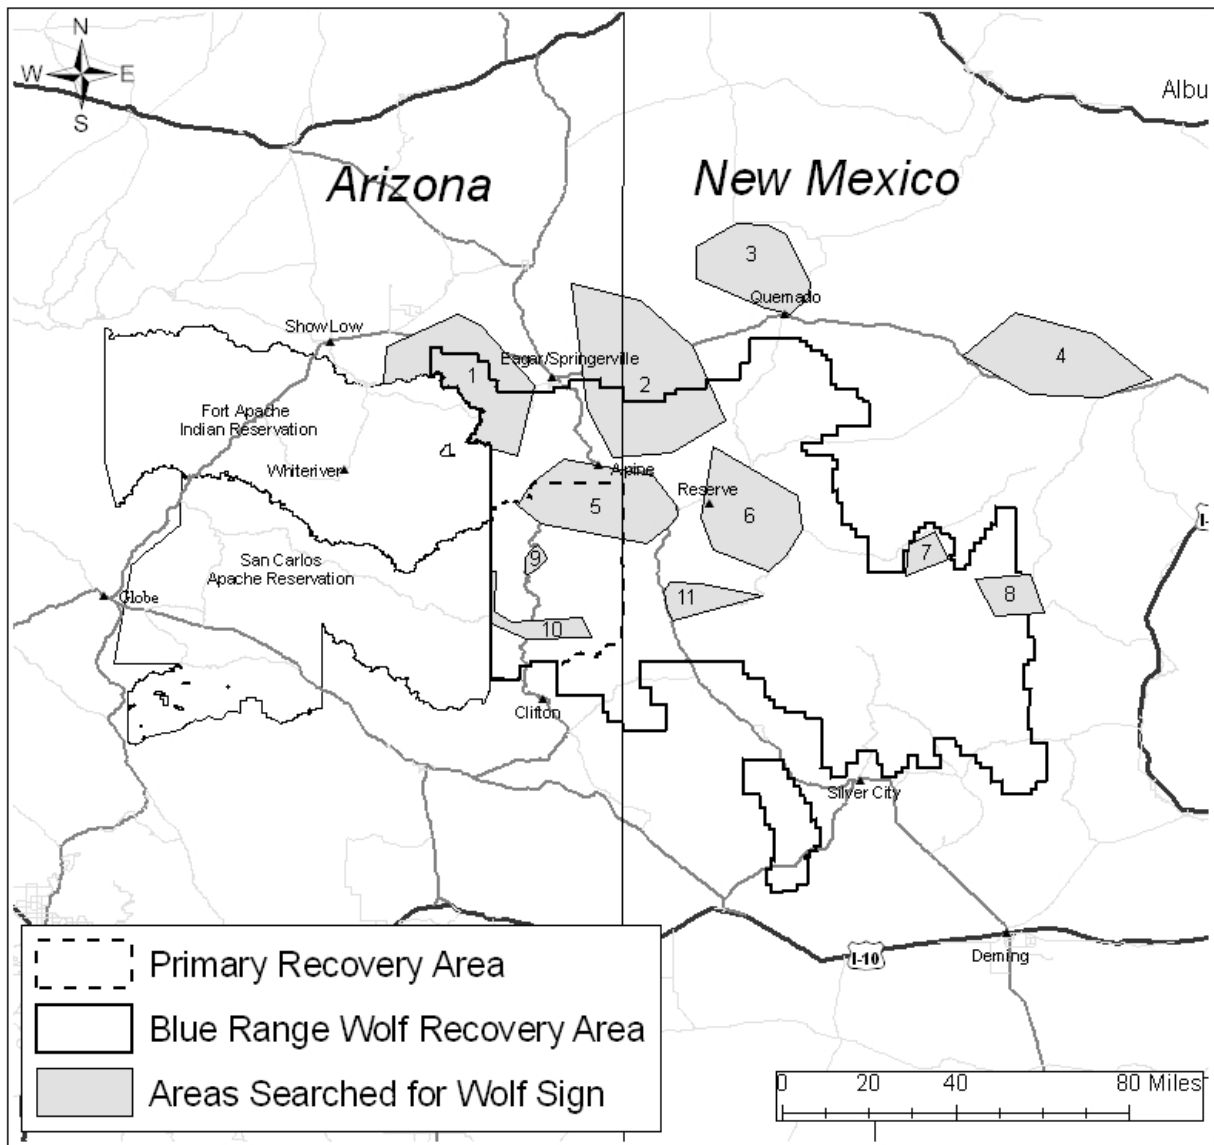 N
W E
S
Albu
Arizona
New Mexico
3
Quemado
ShowLow
4
Eagar/Springerville
1
2
Fort Apache
Indian Reservation
Whiteriver
Alpine
Reserve
5
6
I-
7
9
San Carlos
Apache Reservation
8
Globe
11
10
Clifton
Silver City
I-10
Deming
Primary Recovery Area
Blue Range Wolf Recovery Area
Areas Searched for Wolf Sign
0 20 40 80 Miles